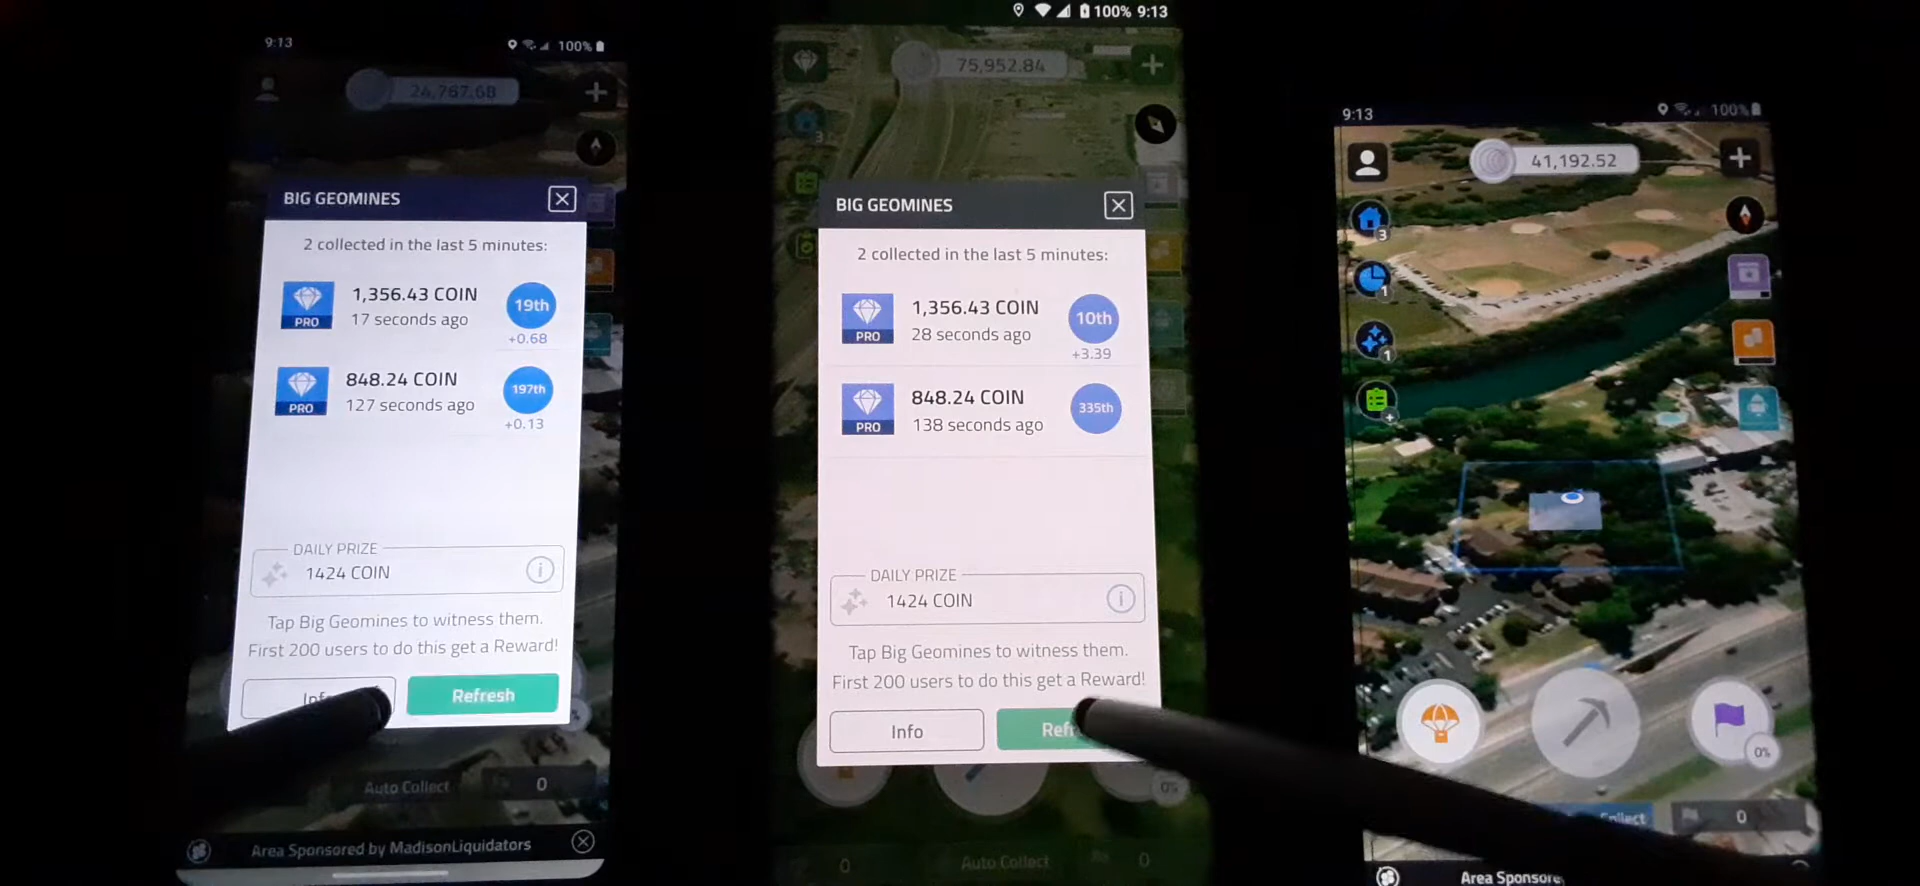 9:13
100%
24,767.68
BIG GEOMINES
2 collected in the last 5 minutes:
1,356.43 COIN
17 seconds ago
PRO
19th
+0.68
848.24 COIN
127 seconds ago
PRO
197th
+0.13
DAILY PRIZE
1424 COIN
Tap Big Geomines to witness them.
First 200 users to do this get a Reward!
Refresh
Auto Collect
0
Area Sponsored by MadisonLiquidators
100% 9:13
75,952.84
3
BIG GEOMINES
2 collected in the last 5 minutes:
1,356.43 COIN
28 seconds ago
PRO
10th
+3.39
848.24 COIN
138 seconds ago
PRO
335th
DAILY PRIZE
1424 COIN
Tap Big Geomines to witness them.
First 200 users to do this get a Reward!
Info
0%
0
Auto Collect
0
9:13
100%
41,192.52
3
1
1
0%
0
Area